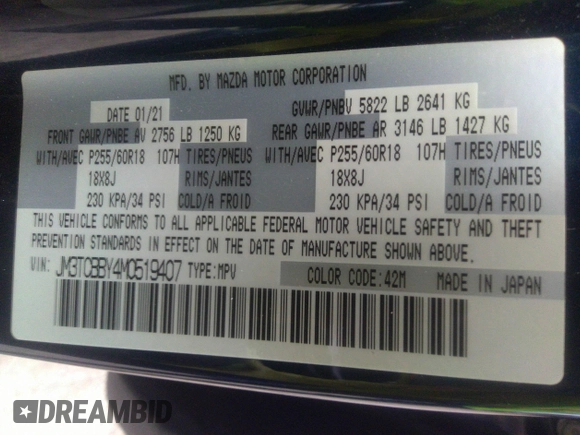 MFD. BY MAZDA MOTOR CORPORATION
DATE 01/21 GVWR/PNBV 5822 LB 2641 KG
FRONT GAWR/PNBE AV 2756 LB 1250 KG REAR GAWR/PNBE AR 3146 LB 1427 KG
WITH/AVEC P255/60R18 107H TIRES/PNEUS WITH/AVEC P255/60R18 107H TIRES/PNEUS
18X8J RIMS/JANTES 18X8J RIMS/JANTES
230 KPA/34 PSI COLD/A FROID 230 KPA/34 PSI COLD/A FROID
THIS VEHICLE CONFORMS TO ALL APPLICABLE FEDERAL MOTOR VEHICLE SAFETY AND THEFT
PREVENTION STANDARDS IN EFFECT ON THE DATE OF MANUFACTURE SHOWN ABOVE.
VIN: JM3TCBBY4M0519407 TYPE:MPV COLOR CODE:42M MADE IN JAPAN
DREAMBID